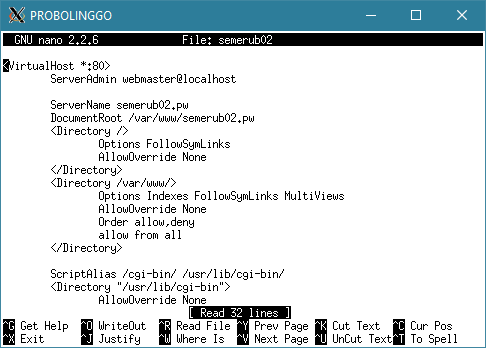 PROBOLINGGO
GNU nano 2.2.6 File: semerub02
<VirtualHost *:80>
ServerAdmin webmaster@localhost
ServerName semerub02.pw
DocumentRoot /var/www/semerub02.pw
<Directory />
Options FollowSymLinks
AllowOverride None
</Directory>
<Directory /var/www/>
Options Indexes FollowSymLinks MultiViews
AllowOverride None
Order allow,deny
allow from all
</Directory>
ScriptAlias /cgi-bin/ /usr/lib/cgi-bin/
<Directory "/usr/lib/cgi-bin">
AllowOverride None
[ Read 32 lines ]
^G Get Help ^O WriteOut ^R Read File ^Y Prev Page ^K Cut Text ^C Cur Pos
^X Exit ^J Justify ^W Where Is ^V Next Page ^U UnCut Text ^T To Spell